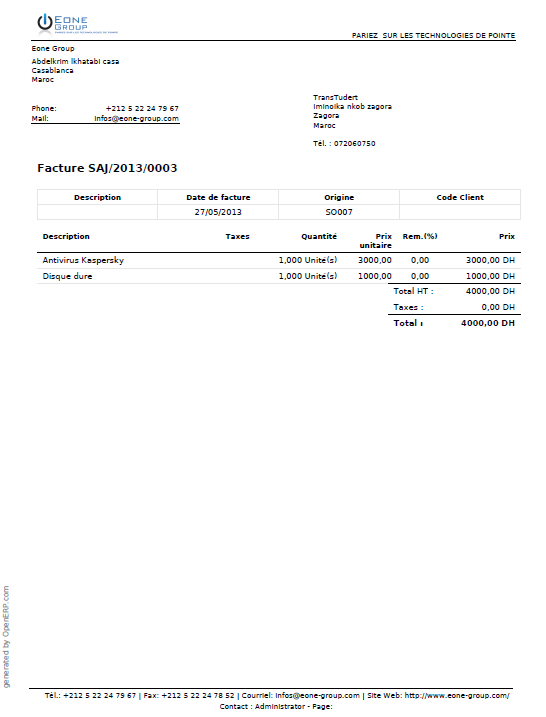 EONE
GROUP
PARIEZ SUR LES TECHNOLOGIES DE POINTE
PARIEZ SUR LES TECHNOLOGIES DE POINTE
Eone Group
Abdelkrim lkhatabi casa
Casablanca
Maroc
Phone: +212 5 22 24 79 67
Mail: infos@eone-group.com
TransTudert
Iminoika nkob zagora
Zagora
Maroc
Tél. : 072060750
Facture SAJ/2013/0003
Description Date de facture Origine Code Client
27/05/2013 SO007
Description Taxes Quantité Prix unitaire Rem.(%) Prix
Antivirus Kaspersky 1,000 Unité(s) 3000,00 0,00 3000,00 DH
Disque dure 1,000 Unité(s) 1000,00 0,00 1000,00 DH
Total HT : 4000,00 DH
Taxes : 0,00 DH
Total : 4000,00 DH
generated by OpenERP.com
Tél.: +212 5 22 24 79 67 | Fax: +212 5 22 24 78 52 | Courriel: infos@eone-group.com | Site Web: http://www.eone-group.com/
Contact : Administrator - Page: